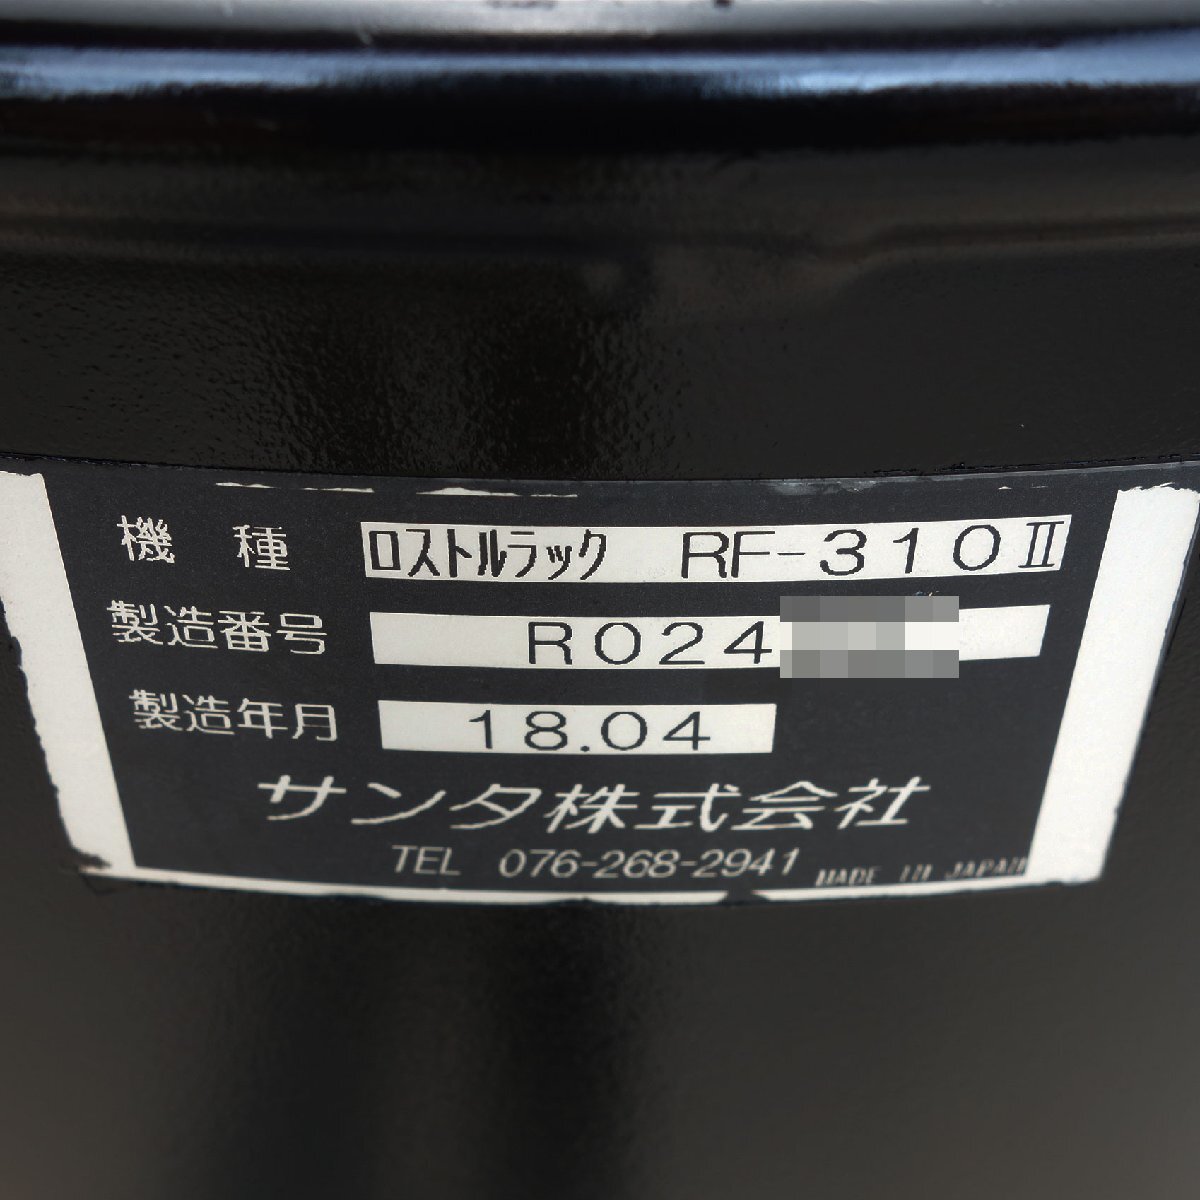 機種 ﾛｽﾄﾙﾗｯｸ RF-310Ⅱ
製造番号 R024
製造年月 18.04
サンタ株式会社
TEL 076-268-2941 MADE IN JAPAN